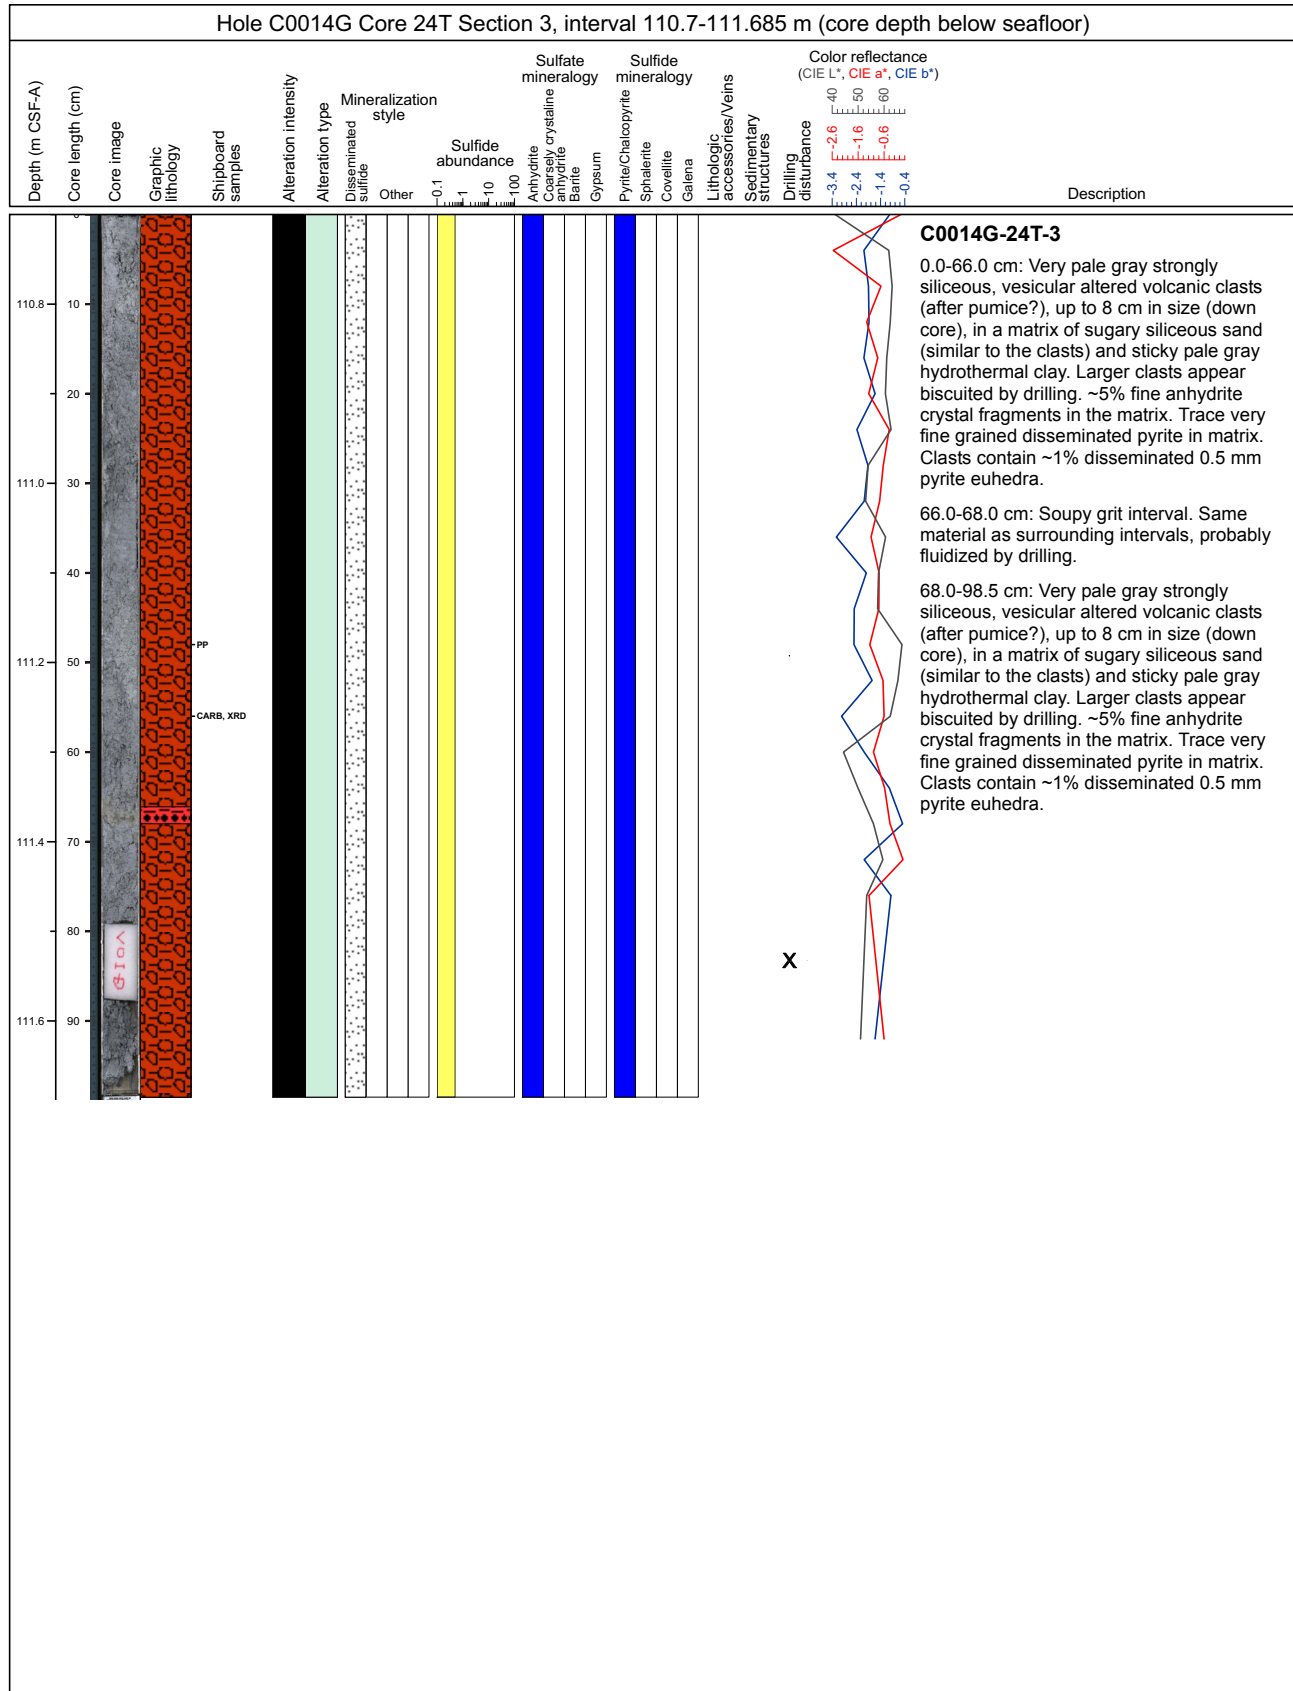 Hole C0014G Core 24T Section 3, interval 110.7-111.685 m (core depth below seafloor)
Depth (m CSF-A)
Core length (cm)
Core image
Graphic
lithology
Shipboard
samples
Alteration intensity
Alteration type
Mineralization
style
Disseminated
sulfide
Other
Sulfide
abundance
0.1
1
10
100
Sulfate
mineralogy
Anhydrite
Coarsely crystaline
anhydrite
Barite
Gypsum
Sulfide
mineralogy
Pyrite/Chalcopyrite
Sphalerite
Covellite
Galena
Lithologic
accessories/Veins
Sedimentary
structures
Drilling
disturbance
Color reflectance
(CIE L*, CIE a*, CIE b*)
40 50 60
-2.6 -1.6 -0.6
-3.4 -2.4 -1.4 -0.4
Description
0
110.8 10
20
111.0 30
40
111.2 50
60
111.4 70
80
111.6 90
PP
CARB, XRD
VOID
X
C0014G-24T-3
0.0-66.0 cm: Very pale gray strongly
siliceous, vesicular altered volcanic clasts
(after pumice?), up to 8 cm in size (down
core), in a matrix of sugary siliceous sand
(similar to the clasts) and sticky pale gray
hydrothermal clay. Larger clasts appear
biscuited by drilling. ~5% fine anhydrite
crystal fragments in the matrix. Trace very
fine grained disseminated pyrite in matrix.
Clasts contain ~1% disseminated 0.5 mm
pyrite euhedra.
66.0-68.0 cm: Soupy grit interval. Same
material as surrounding intervals, probably
fluidized by drilling.
68.0-98.5 cm: Very pale gray strongly
siliceous, vesicular altered volcanic clasts
(after pumice?), up to 8 cm in size (down
core), in a matrix of sugary siliceous sand
(similar to the clasts) and sticky pale gray
hydrothermal clay. Larger clasts appear
biscuited by drilling. ~5% fine anhydrite
crystal fragments in the matrix. Trace very
fine grained disseminated pyrite in matrix.
Clasts contain ~1% disseminated 0.5 mm
pyrite euhedra.